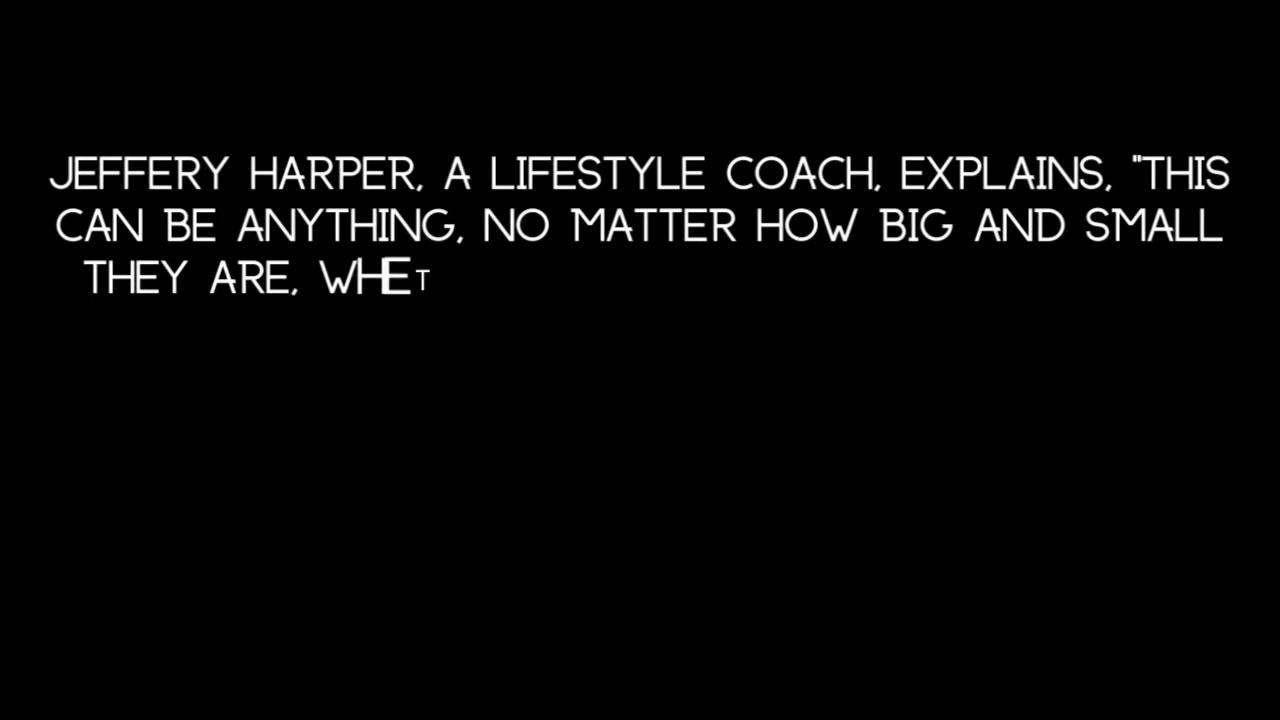 JEFFERY HARPER, A LIFESTYLE COACH, EXPLAINS, "THIS
CAN BE ANYTHING, NO MATTER HOW BIG AND SMALL
THEY ARE, WHET